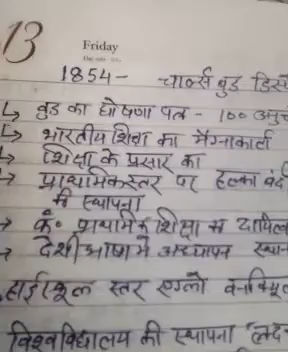 13
Friday
1854- चार्ल्स वुड डिस्पे
↳ वुड का घोषणा पत्र - 100 अनुच्
↳ भारतीय शिक्षा का मैग्नाकार्टा
↳ शिक्षा के प्रसार का
→ प्राथमिक स्तर पर हल्का बंदी
की स्थापना
→ कं० प्राथमिक शिक्षा का दायित्व
→ देशी भाषा में अध्यापन
हाईस्कूल स्तर एंग्लो वर्नाक्यूल
विश्वविद्यालय की स्थापना "लंद